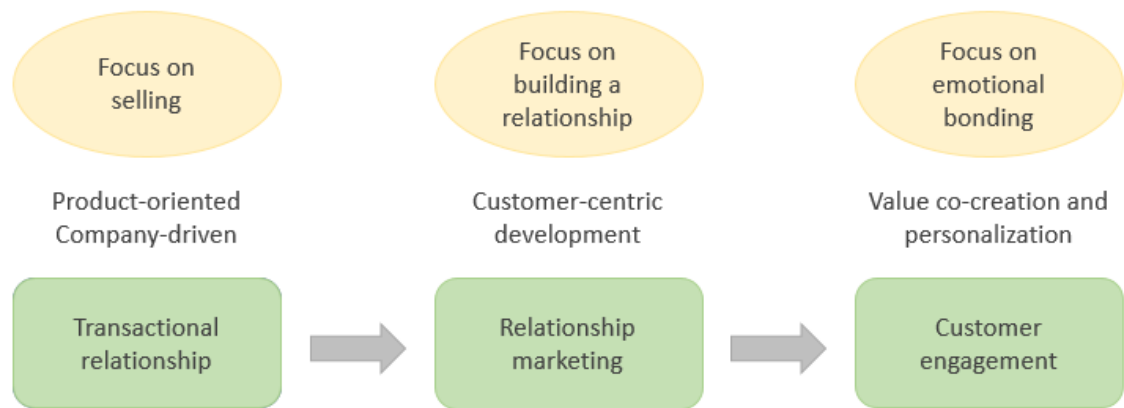 Focus on
selling
Focus on
building a
relationship
Focus on
emotional
bonding
Product-oriented
Company-driven
Customer-centric
development
Value co-creation and
personalization
Transactional
relationship
Relationship
marketing
Customer
engagement